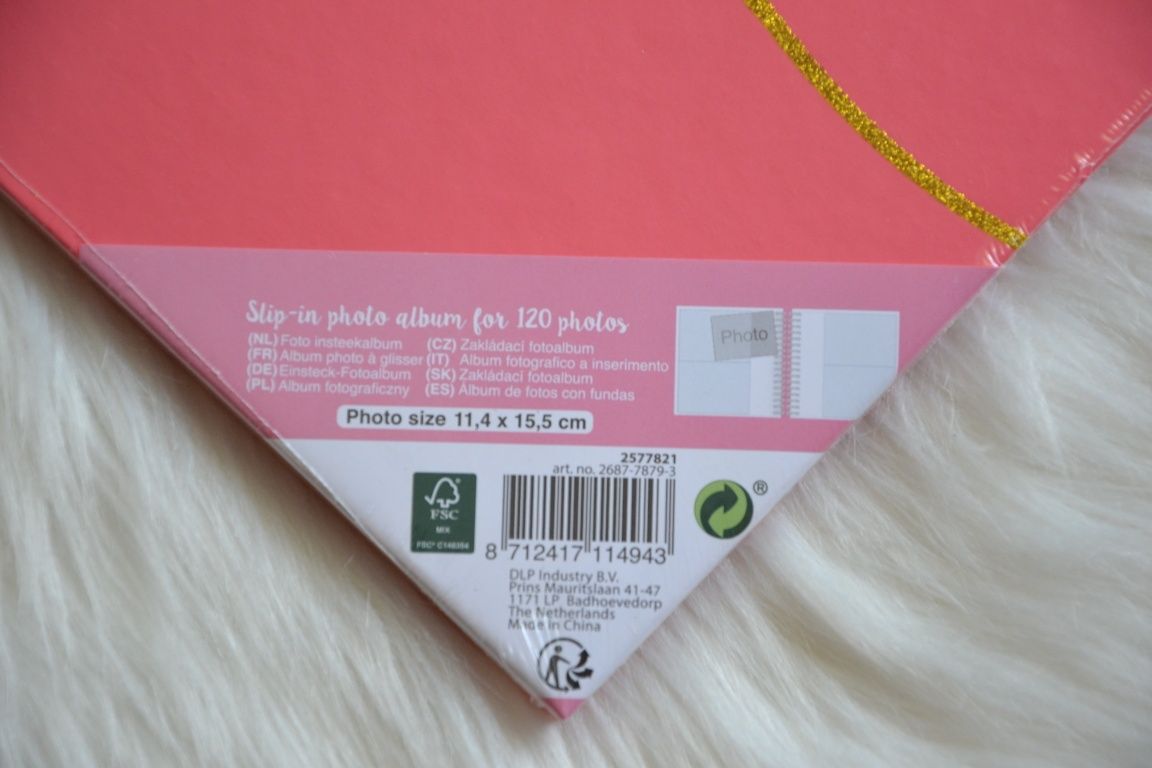 Slip-in photo album for 120 photos
(NL) Foto insteekalbum
(FR) Album photo à glisser
(DE) Einsteck-Fotoalbum
(PL) Album fotograficzny
(CZ) Zakládací fotoalbum
(IT) Album fotografico a inserimento
(SK) Zakládací fotoalbum
(ES) Álbum de fotos con fundas
Photo size 11,4 x 15,5 cm
Photo
2577821
art. no. 2687-7879-3
FSC
MIX
8 712417 114943
®
DLP Industry B.V.
Prins Mauritslaan 41-47
1171 LP Badhoevedorp
The Netherlands
Made in China